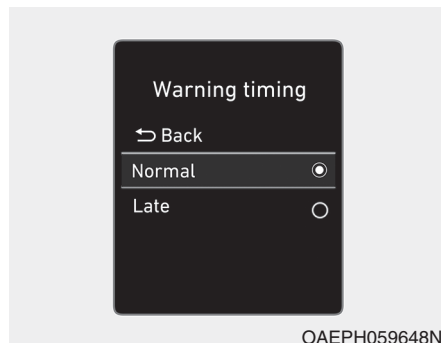 Warning timing
Back
Normal
Late
OAEPH059648N